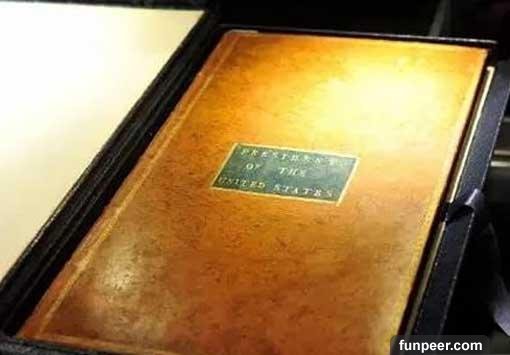 PRESIDENT
OF THE
UNITED STATES
funpeer.com